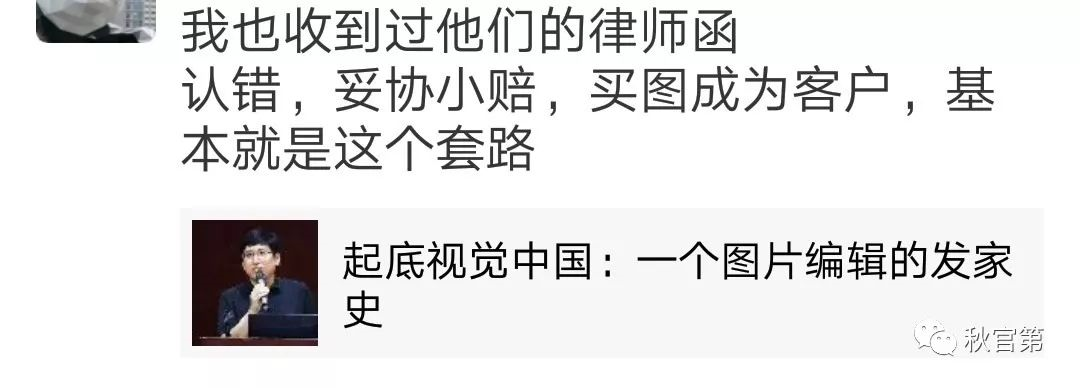 我也收到过他们的律师函
认错，妥协小赔，买图成为客户，基
本就是这个套路
起底视觉中国：一个图片编辑的发家
史
秋官第